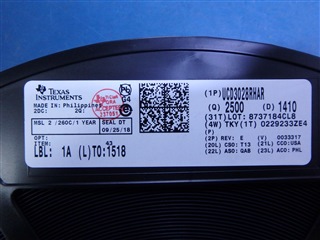 TEXAS
INSTRUMENTS
Pb
G4
MADE IN: Philippines
2DC: 2Q:
MSL 2 /260C/1 YEAR
SEAL DT
09/25/18
OPT:
ITEM: 43
LBL: 1A (L)TO:1518
(1P) UCD3028RHAR
(Q) 2500 (D) 1410
(31T)LOT: 8737184CL8
(4W) TKY(1T) 0229233ZE4
(P)
(2P) REV: E (V) 0033317
(20L) CSO: T13 (21L) CCO:USA
(22L) ASO:QAB (23L) ACO: PHL